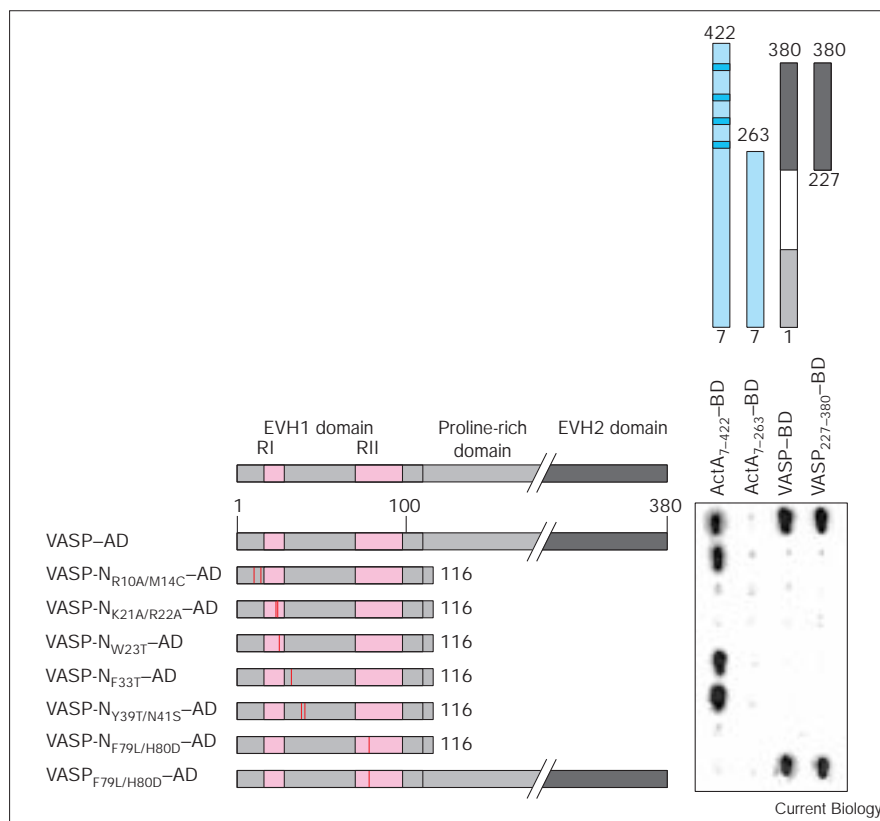 422
380 380
263
227
7 7 1
ActA7–422–BD
ActA7–263–BD
VASP–BD
VASP227–380–BD
EVH1 domain
Proline-rich
domain
EVH2 domain
RI RII
1 100 380
VASP–AD
VASP-NR10A/M14C–AD 116
VASP-NK21A/R22A–AD 116
VASP-NW23T–AD 116
VASP-NF33T–AD 116
VASP-NY39T/N41S–AD 116
VASP-NF79L/H80D–AD 116
VASPF79L/H80D–AD
Current Biology